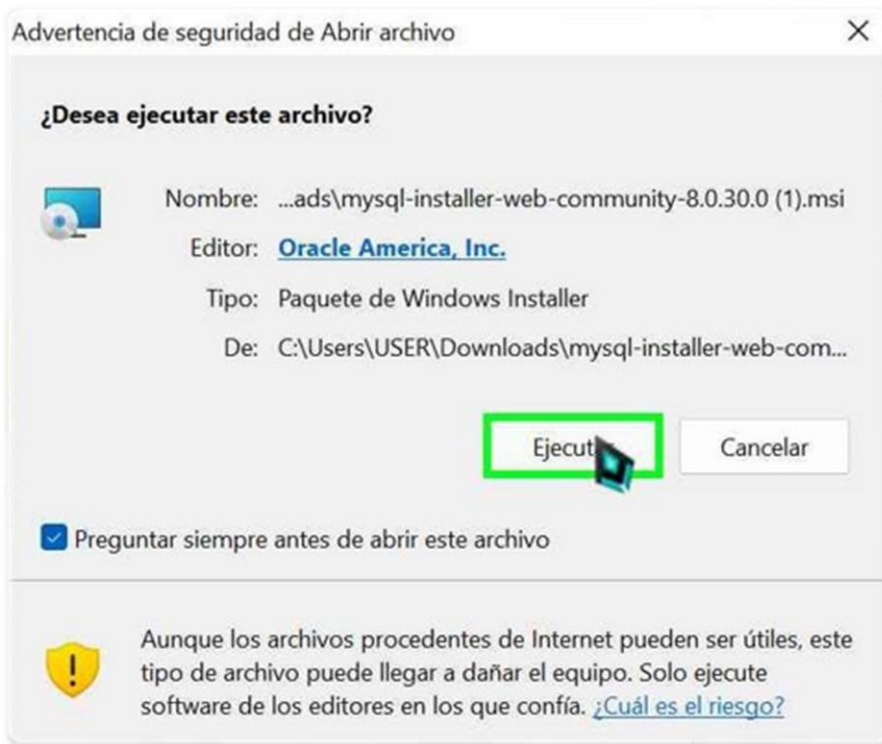 Advertencia de seguridad de Abrir archivo
¿Desea ejecutar este archivo?
Nombre: ...ads\mysql-installer-web-community-8.0.30.0 (1).msi
Editor: Oracle America, Inc.
Tipo: Paquete de Windows Installer
De: C:\Users\USER\Downloads\mysql-installer-web-com...
Ejecut Cancelar
Preguntar siempre antes de abrir este archivo
Aunque los archivos procedentes de Internet pueden ser útiles, este
tipo de archivo puede llegar a dañar el equipo. Solo ejecute
software de los editores en los que confía. ¿Cuál es el riesgo?